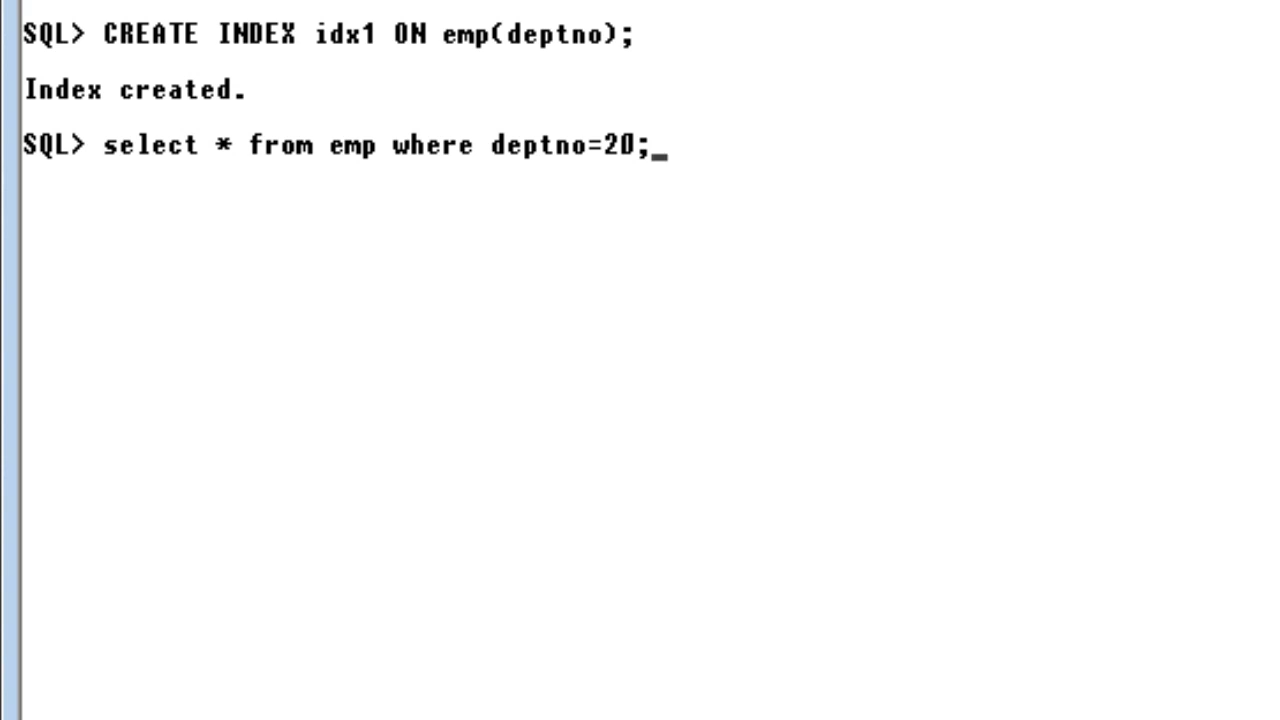 SQL> CREATE INDEX idx1 ON emp(deptno);
Index created.
SQL> select * from emp where deptno=20;